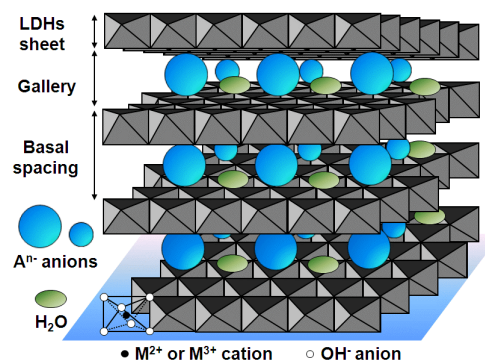 LDHs
sheet
Gallery
Basal
spacing
Aⁿ⁻ anions
H₂O
● M²⁺ or M³⁺ cation ○ OH⁻ anion